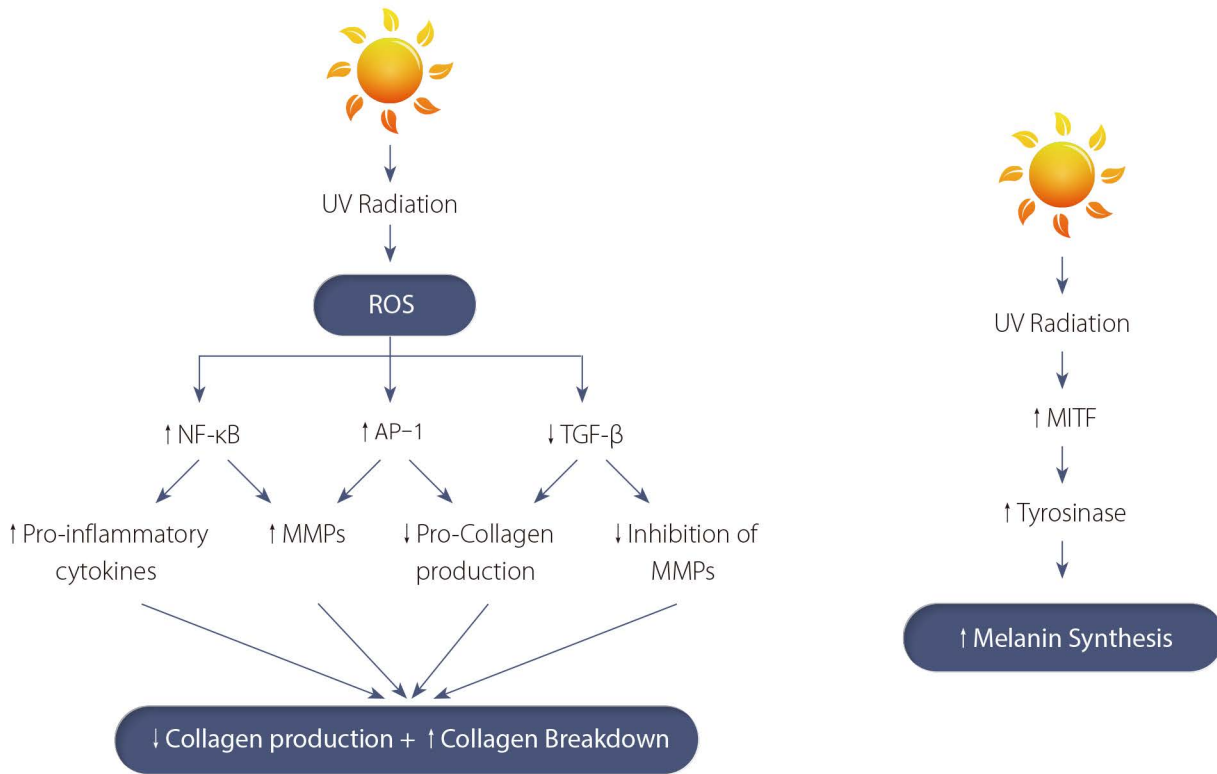 UV Radiation
ROS
↑ NF-κB
↑ AP-1
↓ TGF-β
↑ Pro-inflammatory
cytokines
↑ MMPs
↓ Pro-Collagen
production
↓ Inhibition of
MMPs
↓ Collagen production + ↑ Collagen Breakdown
UV Radiation
↑ MITF
↑ Tyrosinase
↑ Melanin Synthesis